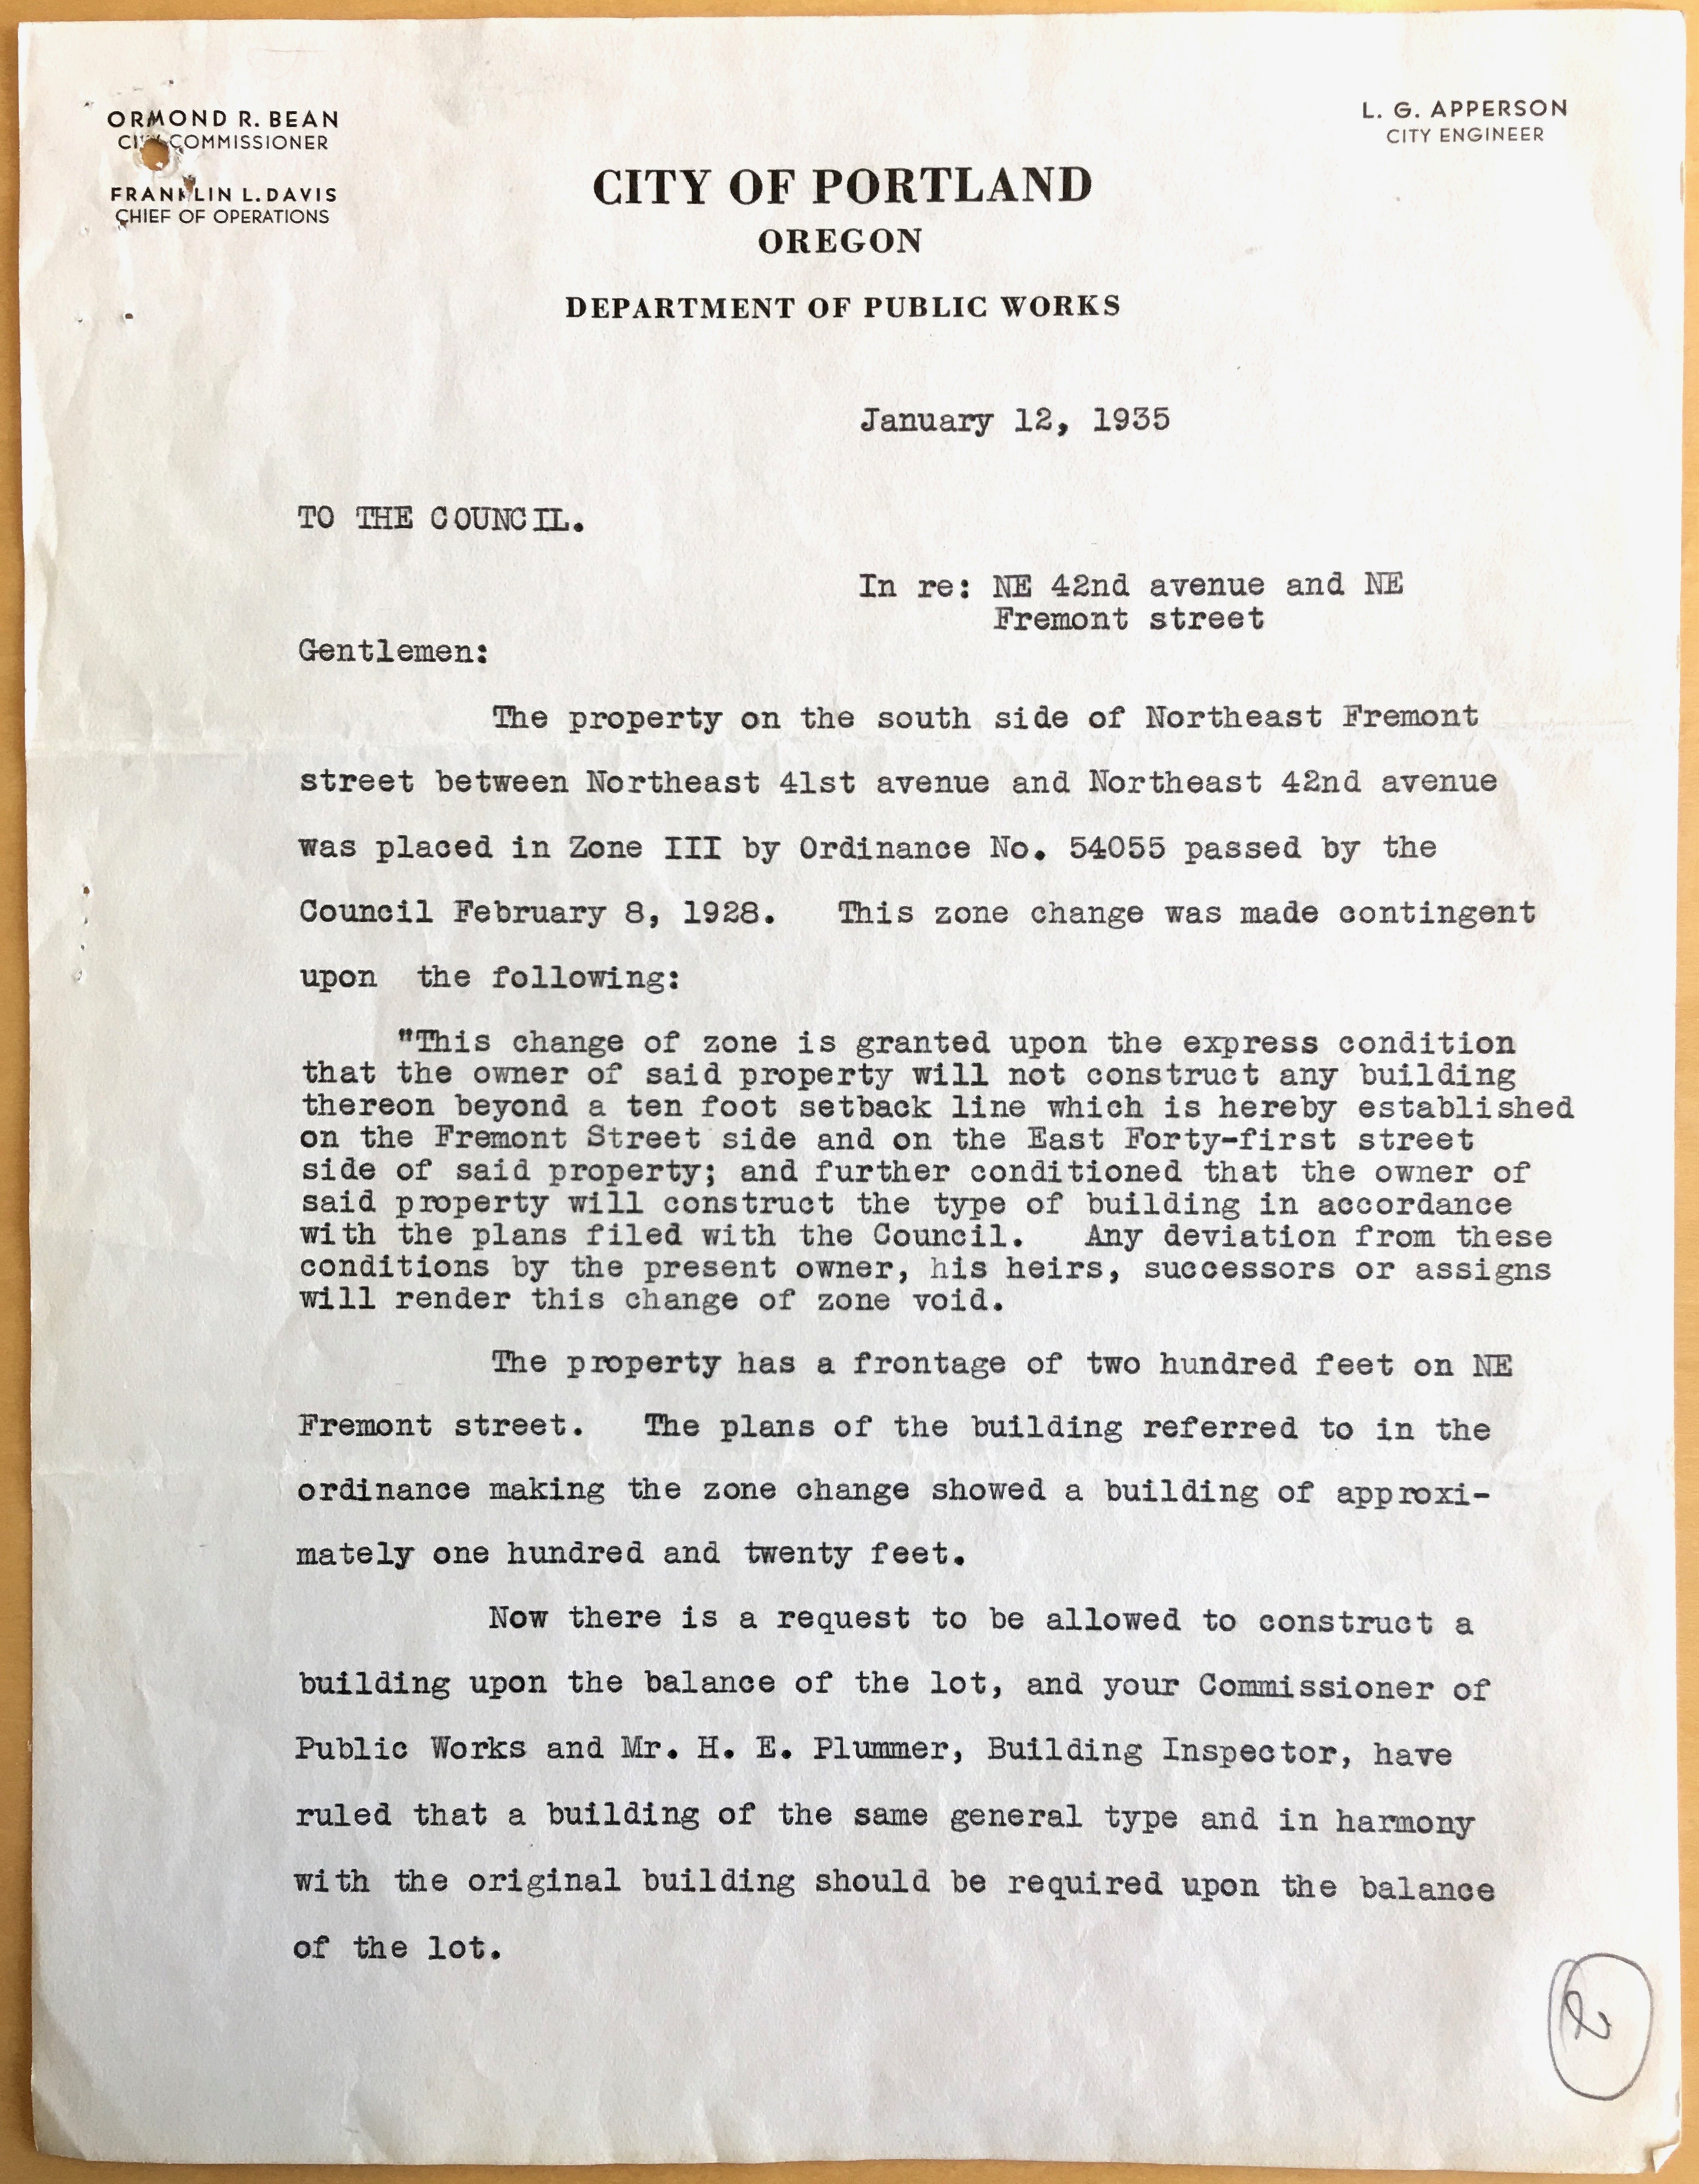 ORMOND R. BEAN
CITY COMMISSIONER
FRANKLIN L. DAVIS
CHIEF OF OPERATIONS
L. G. APPERSON
CITY ENGINEER
CITY OF PORTLAND
OREGON
DEPARTMENT OF PUBLIC WORKS
January 12, 1935
TO THE COUNCIL.
In re: NE 42nd avenue and NE
Fremont street
Gentlemen:
The property on the south side of Northeast Fremont
street between Northeast 41st avenue and Northeast 42nd avenue
was placed in Zone III by Ordinance No. 54055 passed by the
Council February 8, 1928. This zone change was made contingent
upon the following:
"This change of zone is granted upon the express condition
that the owner of said property will not construct any building
thereon beyond a ten foot setback line which is hereby established
on the Fremont Street side and on the East Forty-first street
side of said property; and further conditioned that the owner of
said property will construct the type of building in accordance
with the plans filed with the Council. Any deviation from these
conditions by the present owner, his heirs, successors or assigns
will render this change of zone void.
The property has a frontage of two hundred feet on NE
Fremont street. The plans of the building referred to in the
ordinance making the zone change showed a building of approxi-
mately one hundred and twenty feet.
Now there is a request to be allowed to construct a
building upon the balance of the lot, and your Commissioner of
Public Works and Mr. H. E. Plummer, Building Inspector, have
ruled that a building of the same general type and in harmony
with the original building should be required upon the balance
of the lot.
2